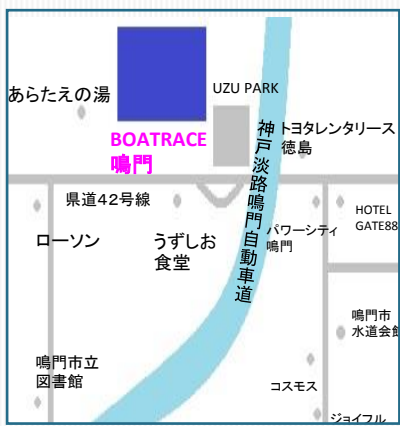 あらたえの湯
UZU PARK
BOATRACE
鳴門
神戸淡路鳴門自動車道
トヨタレンタリース
徳島
県道42号線
ローソン
うずしお
食堂
パワーシティ
鳴門
HOTEL
GATE88
鳴門市
水道会館
鳴門市立
図書館
コスモス
ジョイフル